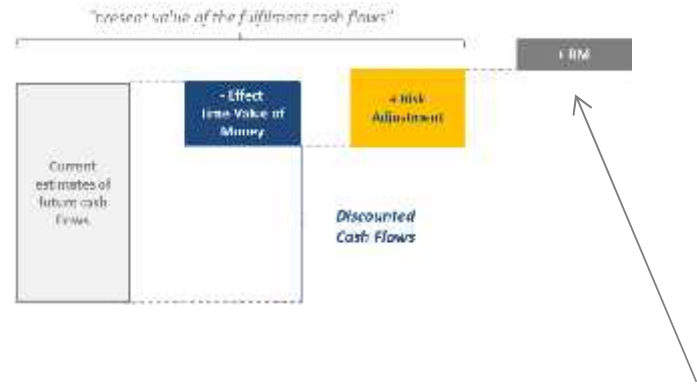 "present value of the fulfilment cash flows"
- Effect
Time Value of
Money
+ Risk
Adjustment
Current
estimates of
future cash
flows
Discounted
Cash Flows